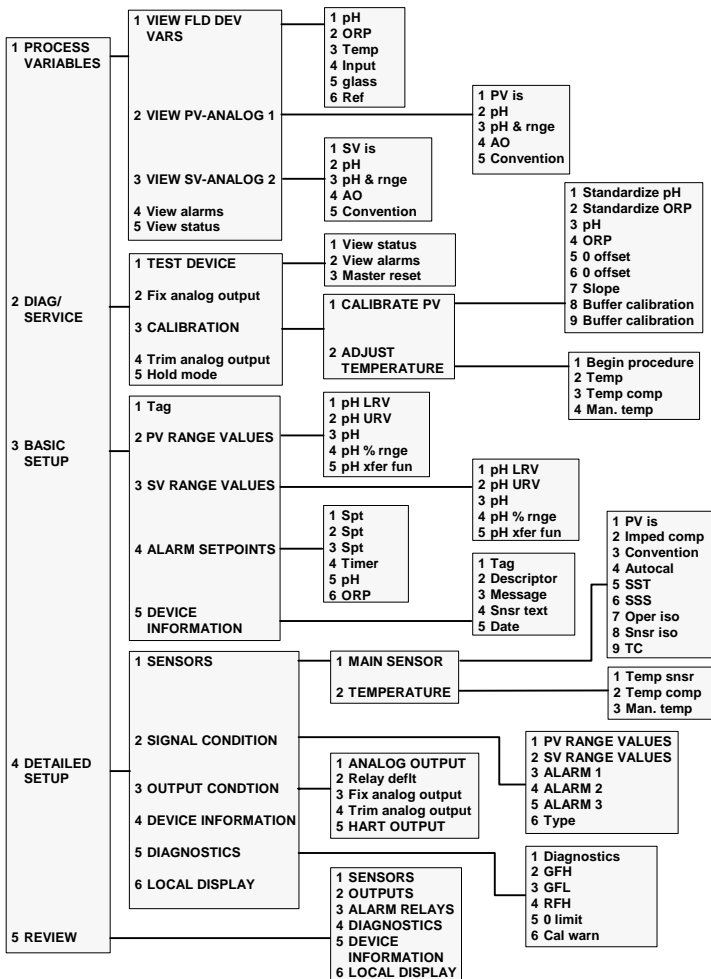 1 PROCESS
VARIABLES
2 DIAG/
SERVICE
3 BASIC
SETUP
4 DETAILED
SETUP
5 REVIEW
1 VIEW FLD DEV
VARS
2 VIEW PV-ANALOG 1
3 VIEW SV-ANALOG 2
4 View alarms
5 View status
1 pH
2 ORP
3 Temp
4 Input
5 glass
6 Ref
1 PV is
2 pH
3 pH & rnge
4 AO
5 Convention
1 SV is
2 pH
3 pH & rnge
4 AO
5 Convention
1 TEST DEVICE
2 Fix analog output
3 CALIBRATION
4 Trim analog output
5 Hold mode
1 View status
2 View alarms
3 Master reset
1 CALIBRATE PV
2 ADJUST
TEMPERATURE
1 Standardize pH
2 Standardize ORP
3 pH
4 ORP
5 0 offset
6 0 offset
7 Slope
8 Buffer calibration
9 Buffer calibration
1 Begin procedure
2 Temp
3 Temp comp
4 Man. temp
1 Tag
2 PV RANGE VALUES
3 SV RANGE VALUES
4 ALARM SETPOINTS
5 DEVICE
INFORMATION
1 pH LRV
2 pH URV
3 pH
4 pH % rnge
5 pH xfer fun
1 pH LRV
2 pH URV
3 pH
4 pH % rnge
5 pH xfer fun
1 Spt
2 Spt
3 Spt
4 Timer
5 pH
6 ORP
1 Tag
2 Descriptor
3 Message
4 Snsr text
5 Date
1 SENSORS
2 SIGNAL CONDITION
3 OUTPUT CONDTION
4 DEVICE INFORMATION
5 DIAGNOSTICS
6 LOCAL DISPLAY
1 MAIN SENSOR
2 TEMPERATURE
1 PV is
2 Imped comp
3 Convention
4 Autocal
5 SST
6 SSS
7 Oper iso
8 Snsr iso
9 TC
1 Temp snsr
2 Temp comp
3 Man. temp
1 PV RANGE VALUES
2 SV RANGE VALUES
3 ALARM 1
4 ALARM 2
5 ALARM 3
6 Type
1 ANALOG OUTPUT
2 Relay deflt
3 Fix analog output
4 Trim analog output
5 HART OUTPUT
1 Diagnostics
2 GFH
3 GFL
4 RFH
5 0 limit
6 Cal warn
1 SENSORS
2 OUTPUTS
3 ALARM RELAYS
4 DIAGNOSTICS
5 DEVICE
INFORMATION
6 LOCAL DISPLAY